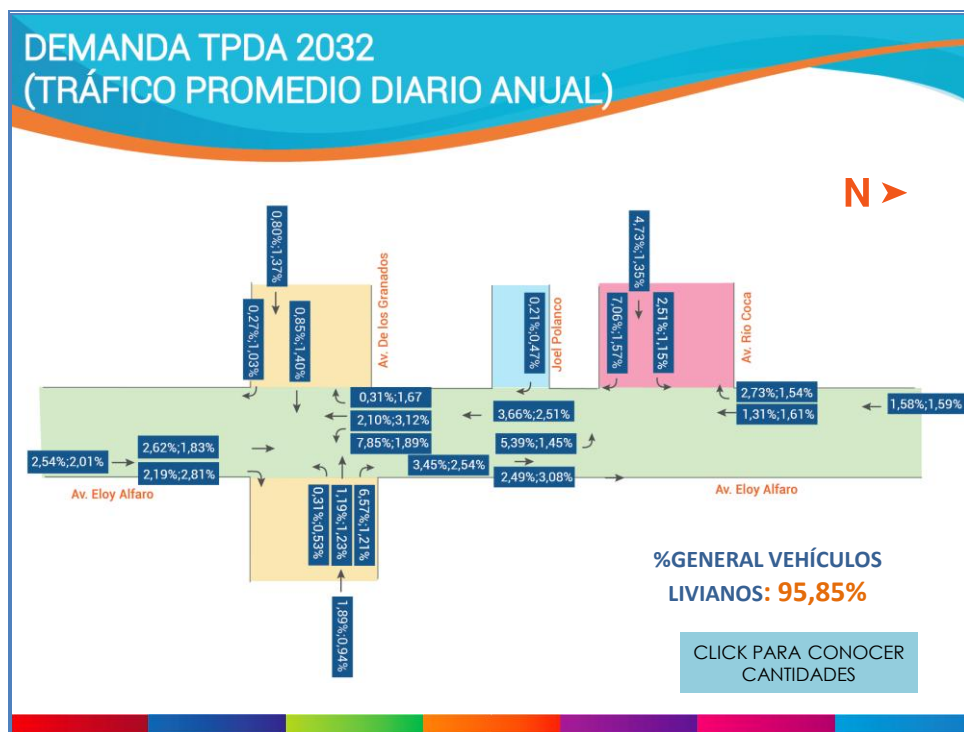 DEMANDA TPDA 2032
(TRÁFICO PROMEDIO DIARIO ANUAL)
N
0,80%;1,37%
4,73%;1,35%
0,27%;1,03%
0,85%;1,40%
Av. De los Granados
0,21%;0,47%
Joel Polanco
7,06%;1,57%
2,51%;1,15%
Av. Río Coca
0,31%;1,67
2,10%;3,12%
7,85%;1,89%
3,66%;2,51%
5,39%;1,45%
2,73%;1,54%
1,31%;1,61%
1,58%;1,59%
2,54%;2,01%
2,62%;1,83%
2,19%;2,81%
3,45%;2,54%
2,49%;3,08%
Av. Eloy Alfaro
Av. Eloy Alfaro
0,31%;0,53%
1,19%;1,23%
6,57%;1,21%
1,89%;0,94%
%GENERAL VEHÍCULOS
LIVIANOS: 95,85%
CLICK PARA CONOCER
CANTIDADES